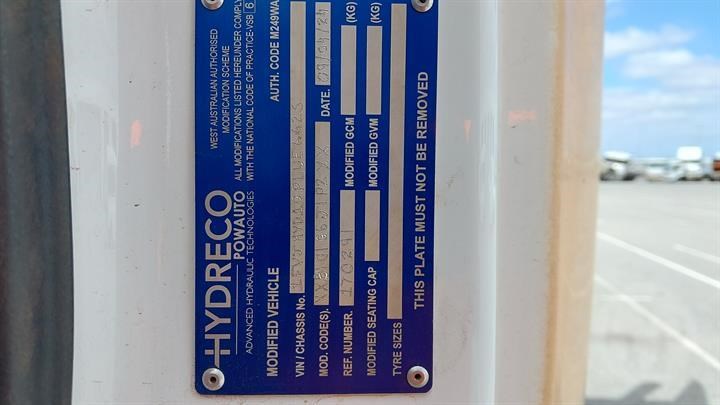 HYDRECO
POWAUTO
ADVANCED HYDRAULIC TECHNOLOGIES
WEST AUSTRALIAN AUTHORISED
MODIFICATION SCHEME
ALL MODIFICATIONS LISTED HEREUNDER COMPLY
WITH THE NATIONAL CODE OF PRACTICE-VSB 6
MODIFIED VEHICLE
AUTH. CODE M249WA
VIN / CHASSIS No.
MOD. CODE(S).
DATE.
REF. NUMBER. 170291
MODIFIED GCM (KG)
MODIFIED SEATING CAP
MODIFIED GVM (KG)
TYRE SIZES
THIS PLATE MUST NOT BE REMOVED